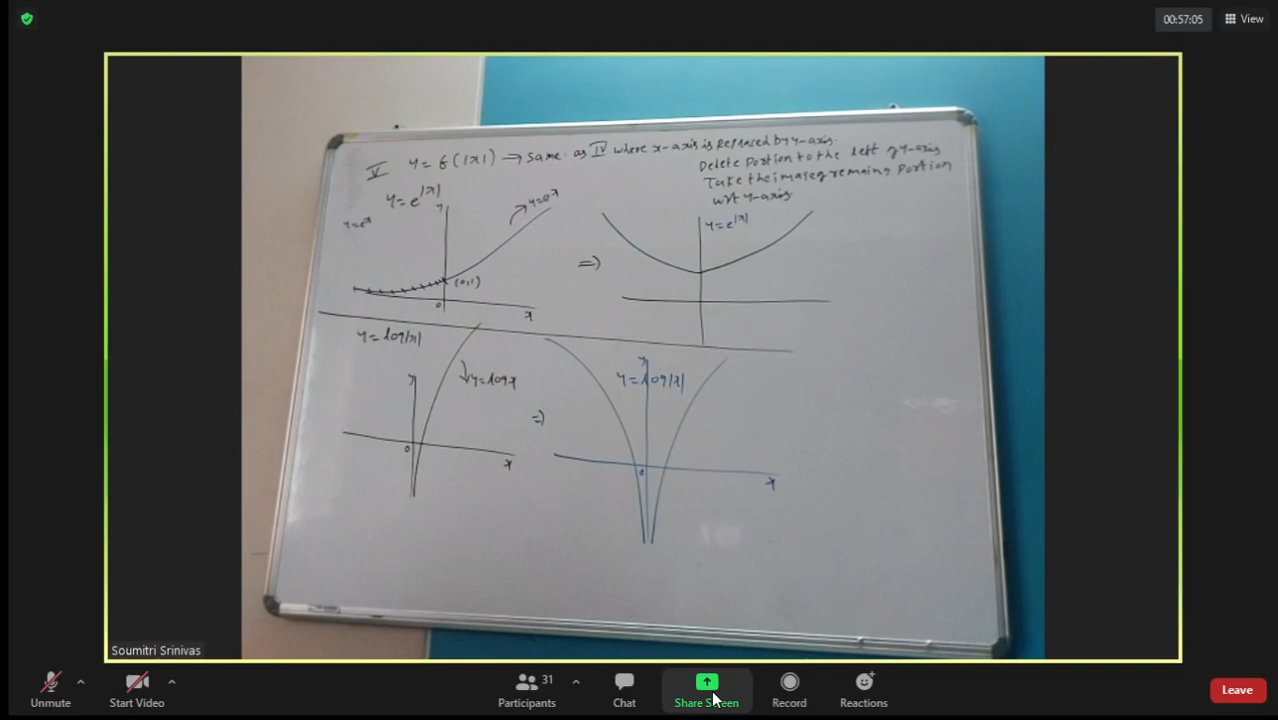 00:57:05
View
V y = f(|x|) → Same as IV where x-axis is replaced by y-axis.
Delete portion to the left of y-axis
Take the image of remaining portion
wrt y-axis
y=e^|x|
y=e^x
y
→ y=e^x
(0,1)
0
x
⇒
y=e^|x|
y=log|x|
y
↓ y=log x
0
x
⇒
y
y=log|x|
0
x
Soumitri Srinivas
Unmute
Start Video
Participants
31
Chat
Share Screen
Record
Reactions
Leave